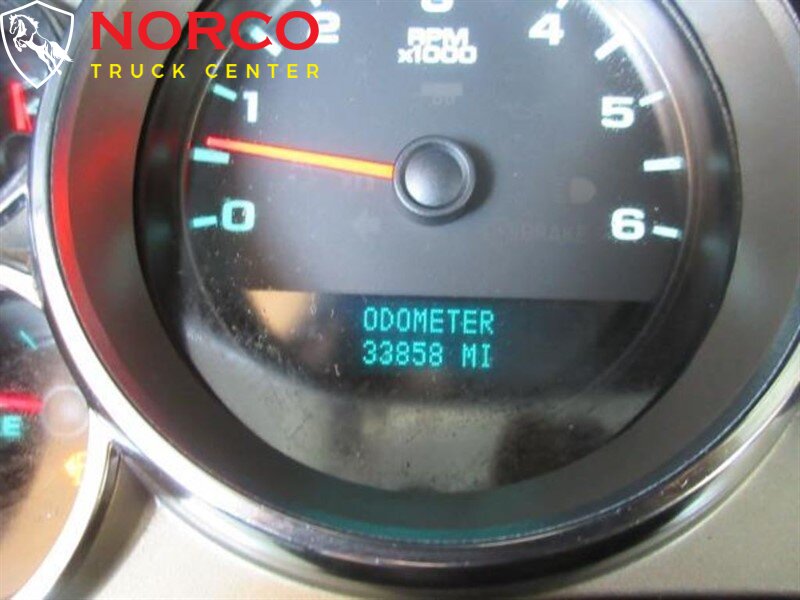 NORCO
TRUCK CENTER
0
1
2
3
4
5
6
RPM
x1000
ODOMETER
33858 MI
E